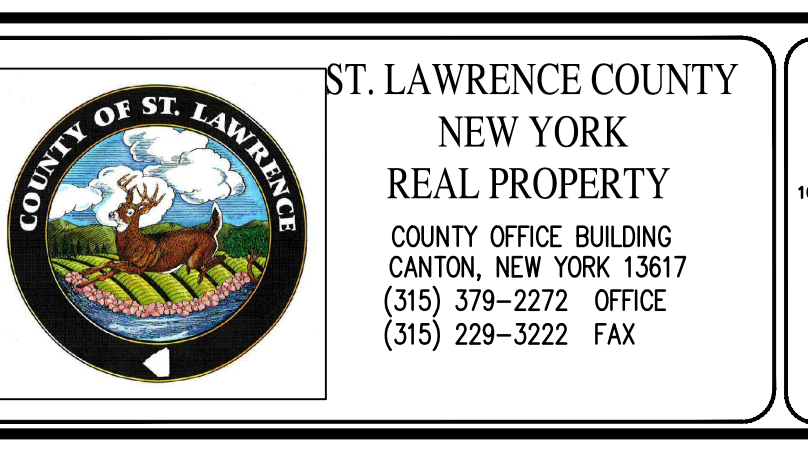 COUNTY OF ST. LAWRENCE
ST. LAWRENCE COUNTY
NEW YORK
REAL PROPERTY
COUNTY OFFICE BUILDING
CANTON, NEW YORK 13617
(315) 379-2272 OFFICE
(315) 229-3222 FAX